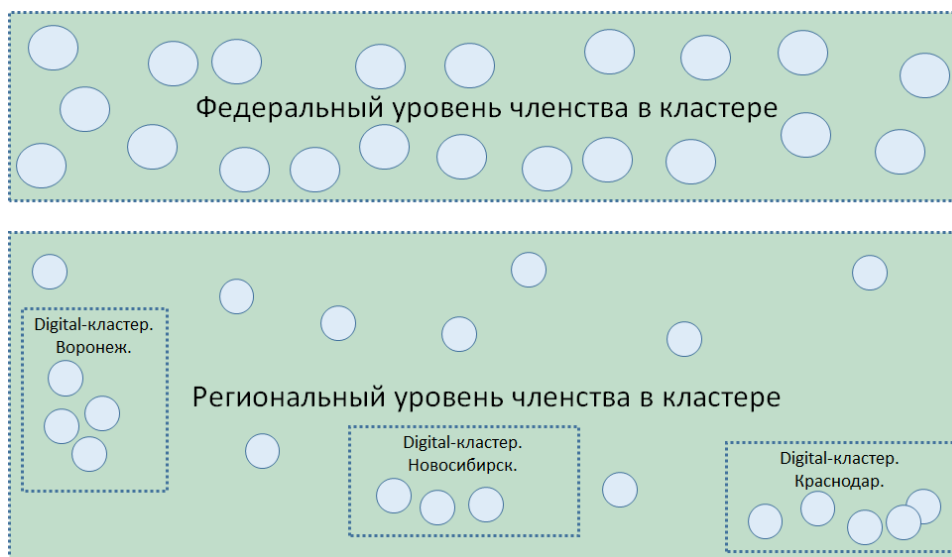 Федеральный уровень членства в кластере
Digital-кластер.
Воронеж.
Региональный уровень членства в кластере
Digital-кластер.
Новосибирск.
Digital-кластер.
Краснодар.